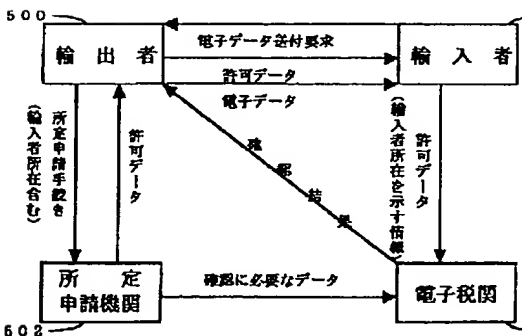 500
電子データ送付要求
輸出者
輸入者
許可データ
電子データ
所定申請手続き
(輸入者所在含む)
許可データ
確認結果
(輸入者所在を示す情報)
許可データ
所定
申請機関
確認に必要なデータ
電子税関
502